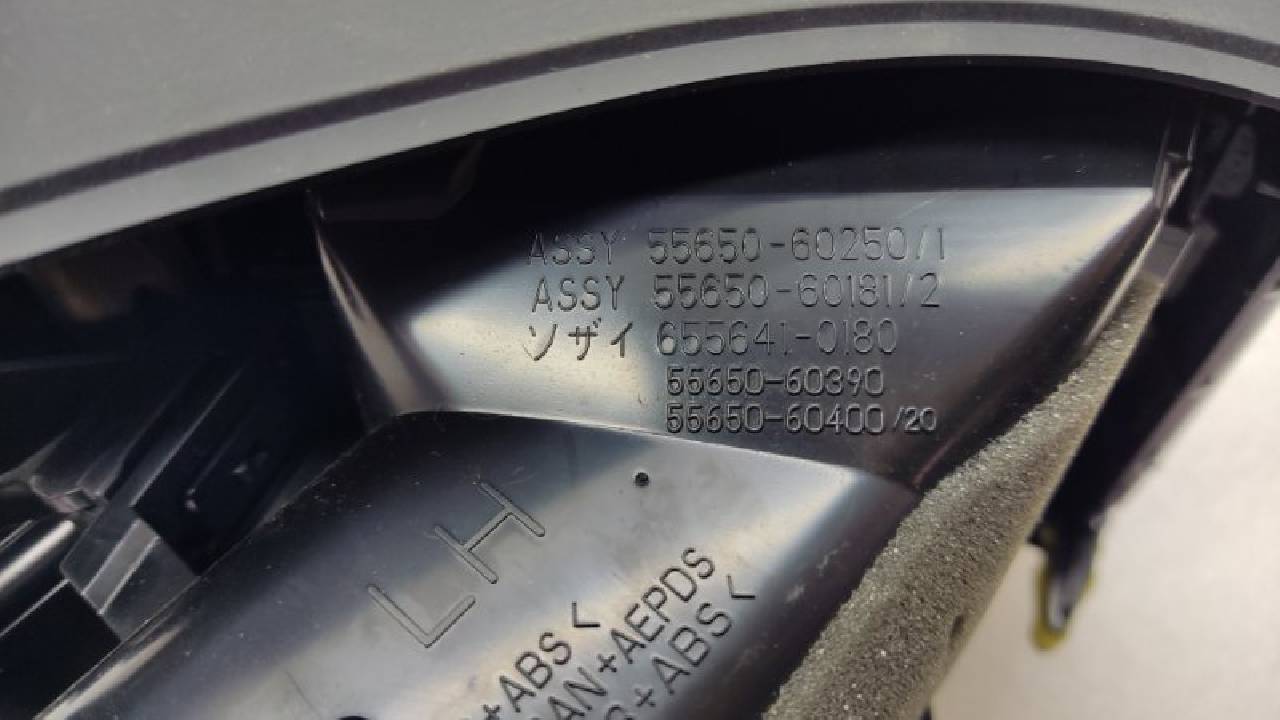 ASSY 55650-60250/1
ASSY 55650-60181/2
ソザイ 655641-0180
55650-60390
55650-60400/20
LH
+ABS<
AN+AEPDS
+ABS<